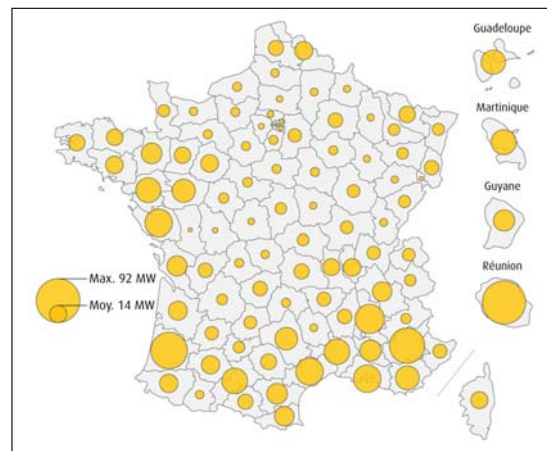 Guadeloupe
Martinique
Guyane
Réunion
Max. 92 MW
Moy. 14 MW